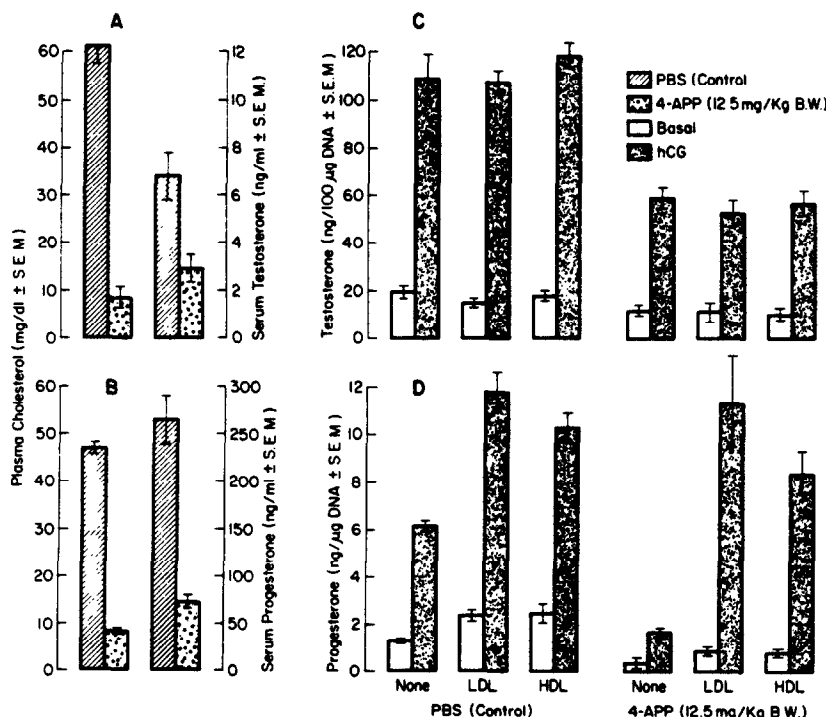 A
60
50
40
30
20
10
0
Plasma Cholesterol (mg/dl ± S.E.M)
12
10
8
6
4
2
0
Serum Testosterone (ng/ml ± S.E.M.)
B
60
50
40
30
20
10
0
300
250
200
150
100
50
0
Serum Progesterone (ng/ml ± S.E.M)
C
120
100
80
60
40
20
0
Testosterone (ng/100 µg DNA ± S.E.M)
PBS (Control
4-APP (12 5 mg/Kg B.W.)
Basal
hCG
D
12
10
8
6
4
2
0
Progesterone (ng/µg DNA ± S E M)
None LDL HDL
PBS (Control)
None LDL HDL
4-APP (12.5 mg/Kg B W.)